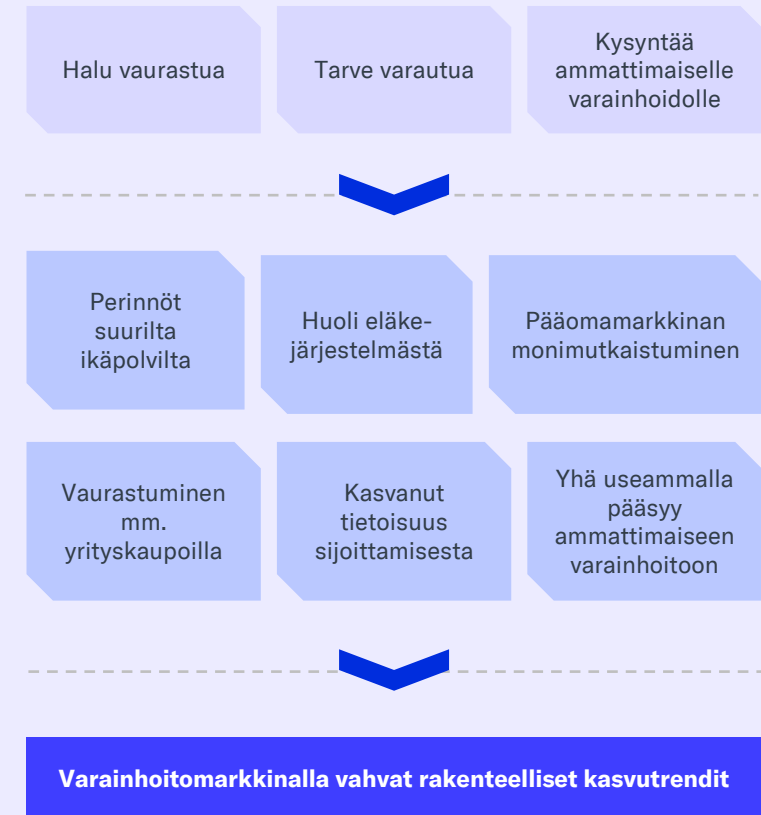 Halu vaurastua
Tarve varautua
Kysyntää
ammattimaiselle
varainhoidolle
Perinnöt
suurilta
ikäpolvilta
Huoli eläke-
järjestelmästä
Pääomamarkkinan
monimutkaistuminen
Vaurastuminen
mm.
yrityskaupoilla
Kasvanut
tietoisuus
sijoittamisesta
Yhä useammalla
pääsyy
ammattimaiseen
varainhoitoon
Varainhoitomarkkinalla vahvat rakenteelliset kasvutrendit